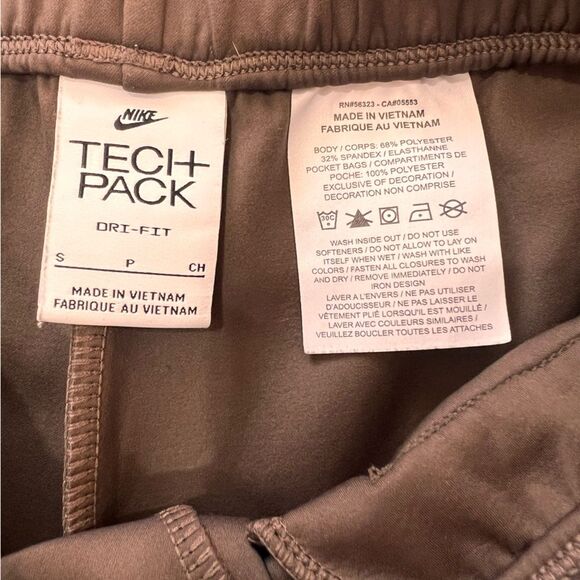 NIKE
TECH
PACK
DRI-FIT
S P CH
MADE IN VIETNAM
FABRIQUE AU VIETNAM
RN#56323 - CA#05553
MADE IN VIETNAM
FABRIQUE AU VIETNAM
BODY / CORPS: 68% POLYESTER
32% SPANDEX / ELASTHANNE
POCKET BAGS / COMPARTIMENTS DE
POCHE: 100% POLYESTER
EXCLUSIVE OF DECORATION /
DECORATION NON COMPRISE
30C
WASH INSIDE OUT / DO NOT USE
SOFTENERS / DO NOT ALLOW TO LAY ON
ITSELF WHEN WET / WASH WITH LIKE
COLORS / FASTEN ALL CLOSURES TO WASH
AND DRY / REMOVE IMMEDIATELY / DO NOT
IRON DESIGN
LAVER A L'ENVERS / NE PAS UTILISER
D'ADOUCISSEUR / NE PAS LAISSER LE
VÊTEMENT PLIÉ LORSQU'IL EST MOUILLÉ /
LAVER AVEC COULEURS SIMILAIRES /
VEUILLEZ BOUCLER TOUTES LES ATTACHES